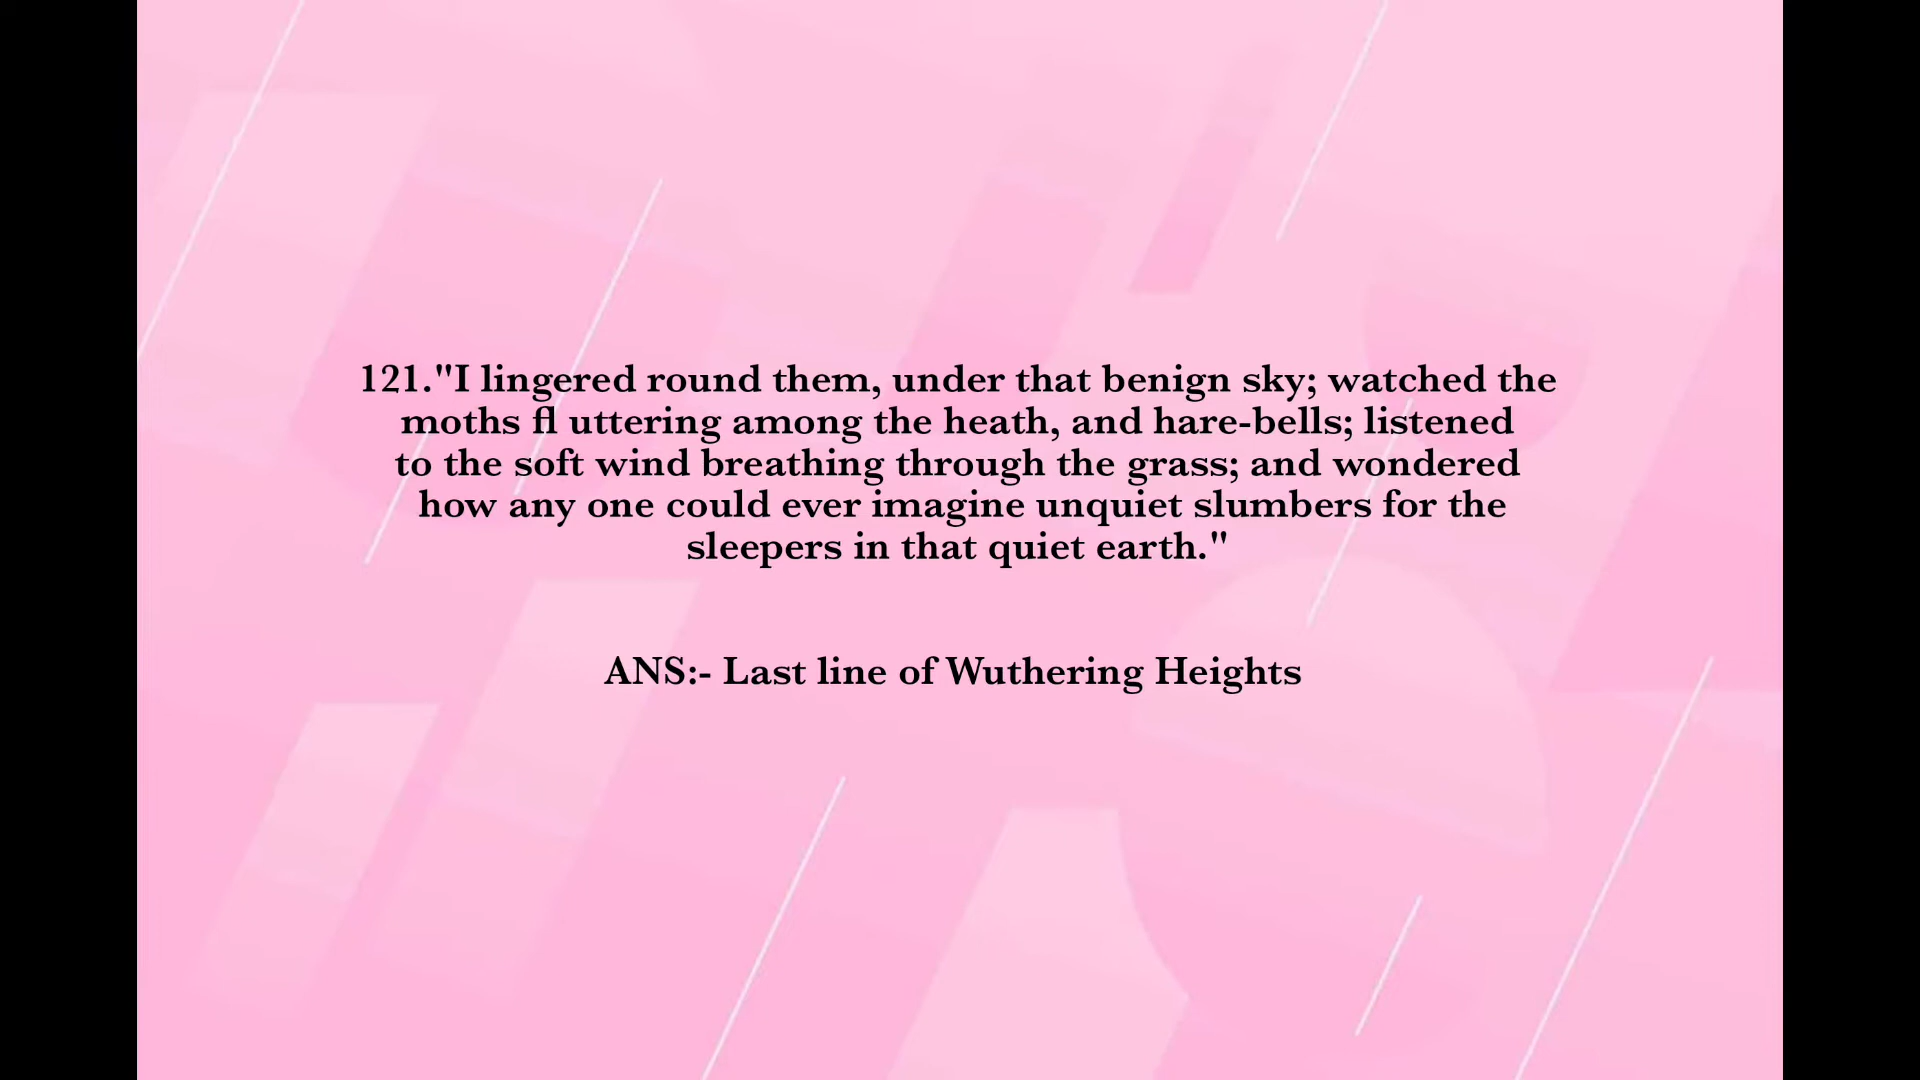 121."I lingered round them, under that benign sky; watched the
moths fl uttering among the heath, and hare-bells; listened
to the soft wind breathing through the grass; and wondered
how any one could ever imagine unquiet slumbers for the
sleepers in that quiet earth."
ANS:- Last line of Wuthering Heights